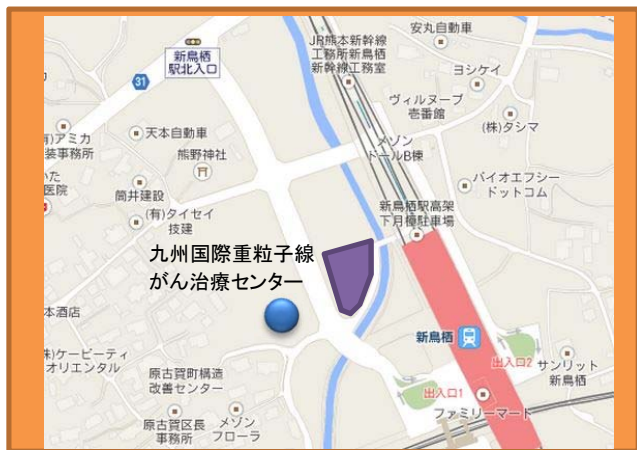 安丸自動車
JR熊本新幹線
工務所新鳥栖
新幹線工務室
新鳥栖
駅北入口
31
ヨシケイ
ヴィルヌーブ
壱番館
(株)タシマ
有)アミカ
装事務所
天本自動車
熊野神社
メゾン
ドールB棟
いた
医院
筒井建設
バイオエフシー
ドットコム
(有)タイセイ
技建
新鳥栖駅高架
下月極駐車場
九州国際重粒子線
がん治療センター
本酒店
新鳥栖
株)ケービーティ
オリエンタル
出入口2
サンリット
新鳥栖
原古賀町構造
改善センター
出入口1
ファミリーマート
原古賀区長
事務所
メゾン
フローラ